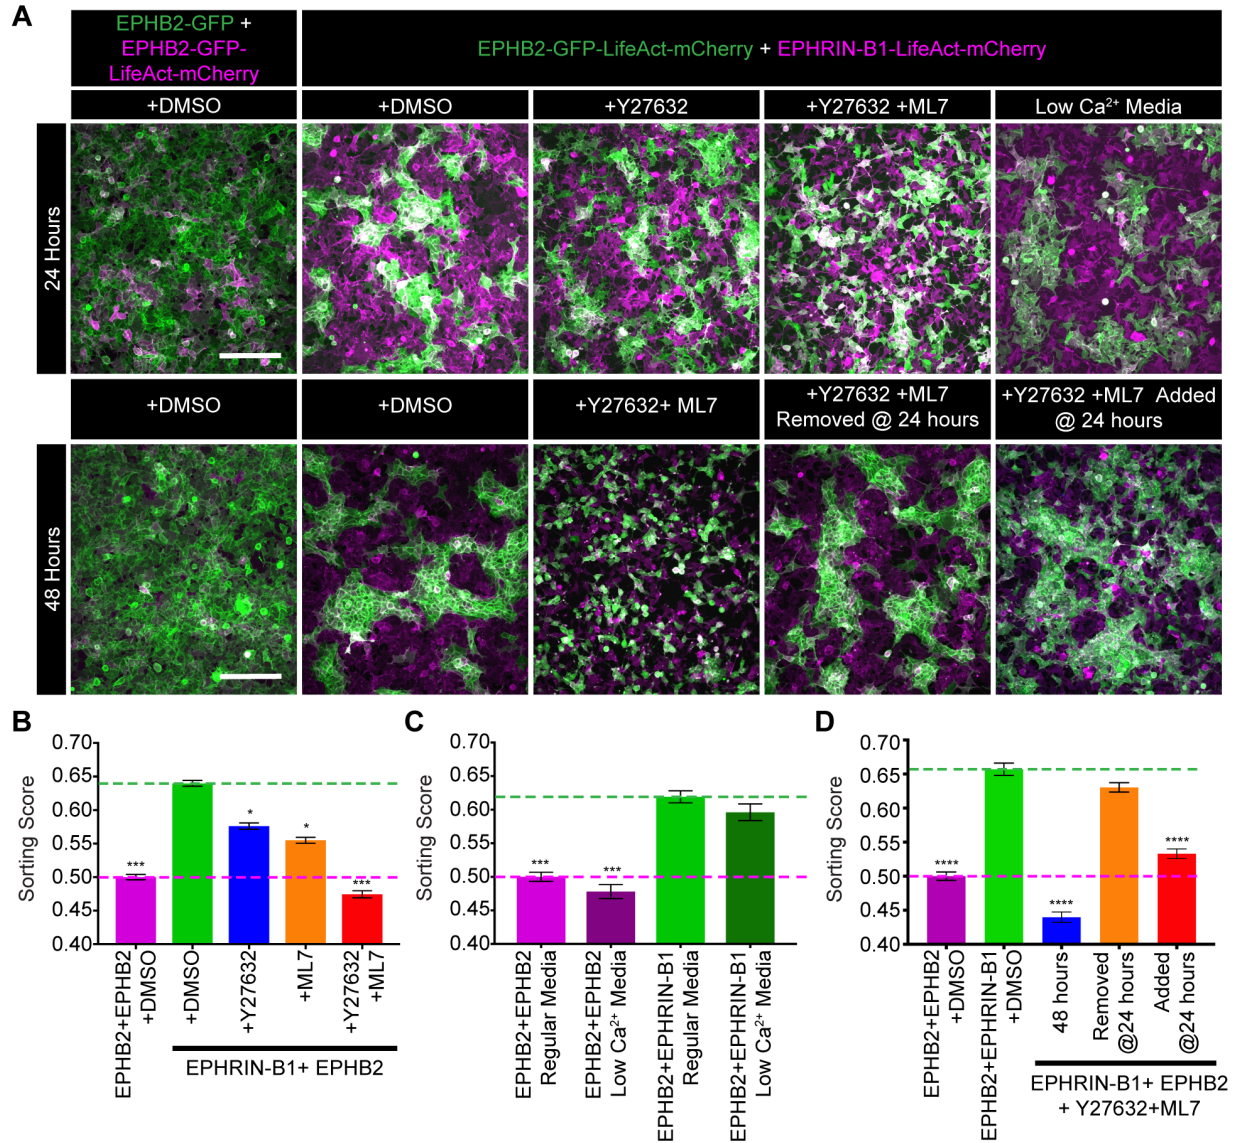 A
EPHB2-GFP +
EPHB2-GFP-
LifeAct-mCherry
EPHB2-GFP-LifeAct-mCherry + EPHRIN-B1-LifeAct-mCherry
+DMSO
+DMSO
+Y27632
+Y27632 +ML7
Low Ca²⁺ Media
24 Hours
+DMSO
+DMSO
+Y27632+ ML7
+Y27632 +ML7
Removed @ 24 hours
+Y27632 +ML7 Added
@ 24 hours
48 Hours
B
Sorting Score
0.70
0.65
0.60
0.55
0.50
0.45
0.40
***
*
*
***
EPHB2+EPHB2
+DMSO
+DMSO
+Y27632
+ML7
+Y27632
+ML7
EPHRIN-B1+ EPHB2
C
Sorting Score
0.70
0.65
0.60
0.55
0.50
0.45
0.40
***
***
EPHB2+EPHB2
Regular Media
EPHB2+EPHB2
Low Ca²⁺ Media
EPHB2+EPHRIN-B1
Regular Media
EPHB2+EPHRIN-B1
Low Ca²⁺ Media
D
Sorting Score
0.70
0.65
0.60
0.55
0.50
0.45
0.40
****
****
****
EPHB2+EPHB2
+DMSO
EPHB2+EPHRIN-B1
+DMSO
48 hours
Removed
@24 hours
Added
@24 hours
EPHRIN-B1+ EPHB2
+ Y27632+ML7